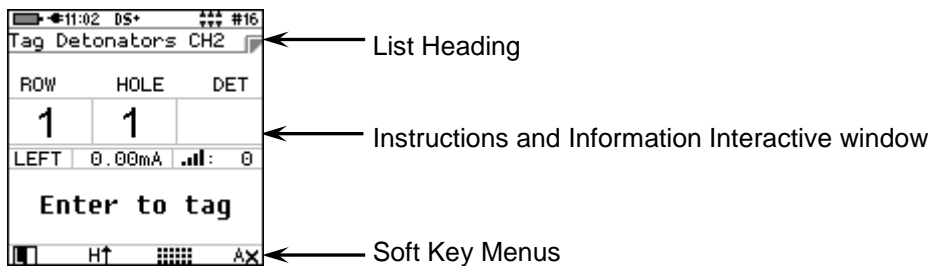 11:02 DS+ #16
Tag Detonators CH2
List Heading
ROW HOLE DET
1 1
Instructions and Information Interactive window
LEFT 0.00mA : 0
Enter to tag
H↑ AX
Soft Key Menus